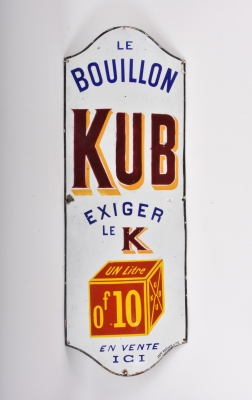 LE
BOUILLON
KUB
EXIGER
LE K
UN Litre
0f10
EN VENTE
ICI